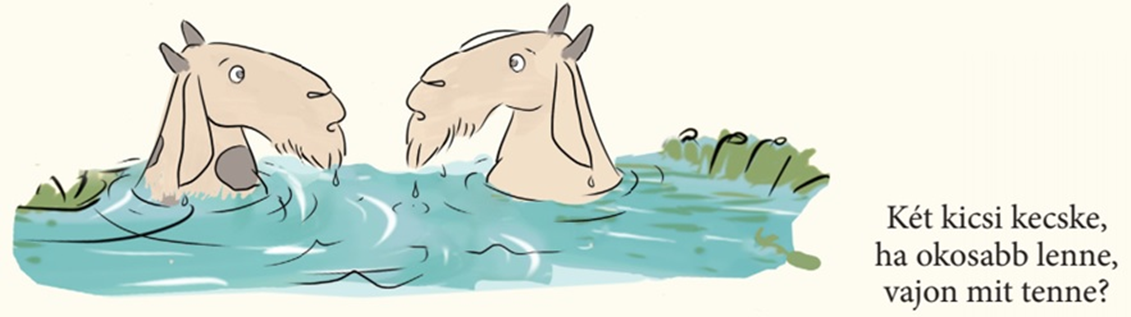 Két kicsi kecske,
ha okosabb lenne,
vajon mit tenne?